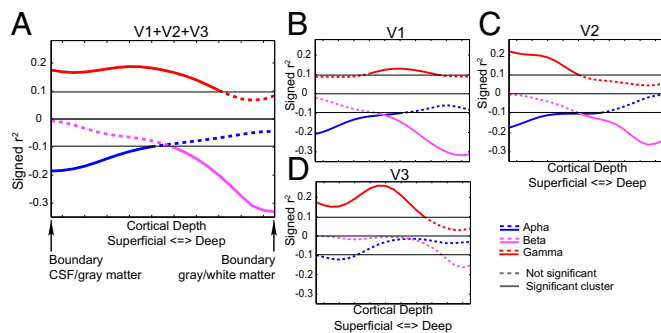 A
V1+V2+V3
Signed r²
0.2
0.1
0
-0.1
-0.2
-0.3
Cortical Depth
Superficial <=> Deep
Boundary
CSF/gray matter
Boundary
gray/white matter
B
V1
Signed r²
0.2
0.1
0
-0.1
-0.2
-0.3
C
V2
0.2
0.1
0
-0.1
-0.2
-0.3
Cortical Depth
Superficial <=> Deep
D
V3
Signed r²
0.2
0.1
0
-0.1
-0.2
-0.3
Cortical Depth
Superficial <=> Deep
Apha
Beta
Gamma
Not significant
Significant cluster